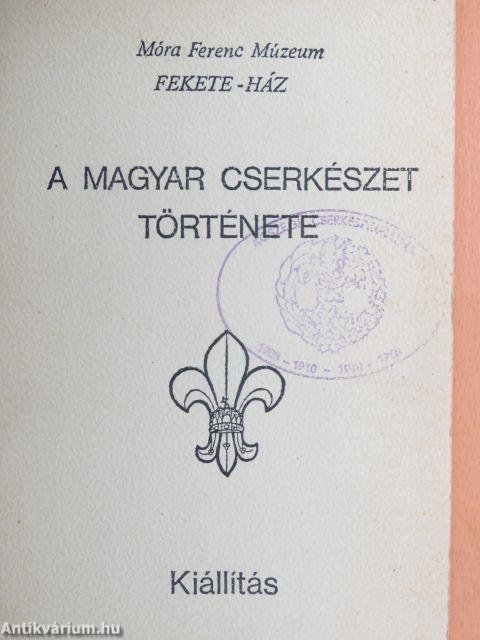 Móra Ferenc Múzeum
FEKETE-HÁZ
A MAGYAR CSERKÉSZET
TÖRTÉNETE
Kiállítás
Antikvárium.hu